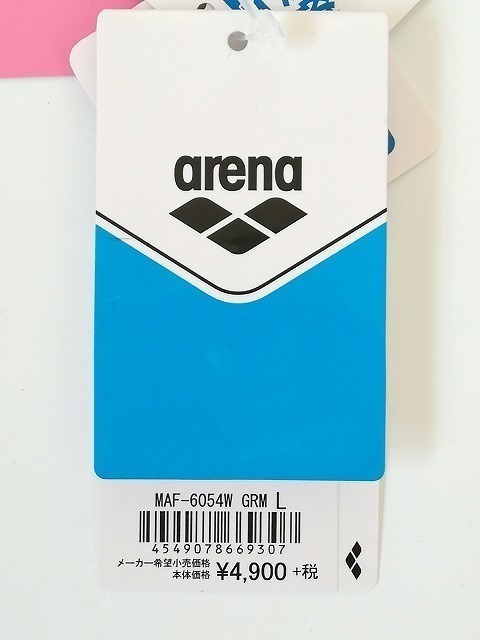 arena
MAF-6054W GRM L
4549078669307
メーカー希望小売価格
本体価格 ¥4,900 +税